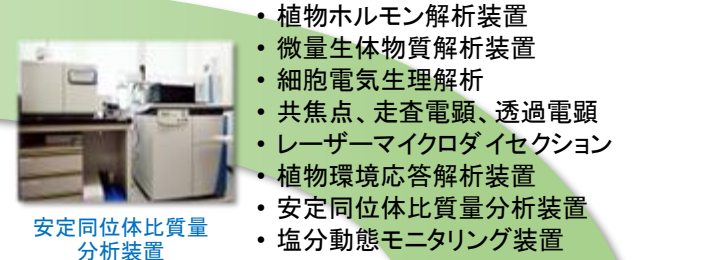 • 植物ホルモン解析装置
• 微量生体物質解析装置
• 細胞電気生理解析
• 共焦点、走査電顕、透過電顕
• レーザーマイクロダイセクション
• 植物環境応答解析装置
• 安定同位体比質量分析装置
• 塩分動態モニタリング装置
安定同位体比質量
分析装置